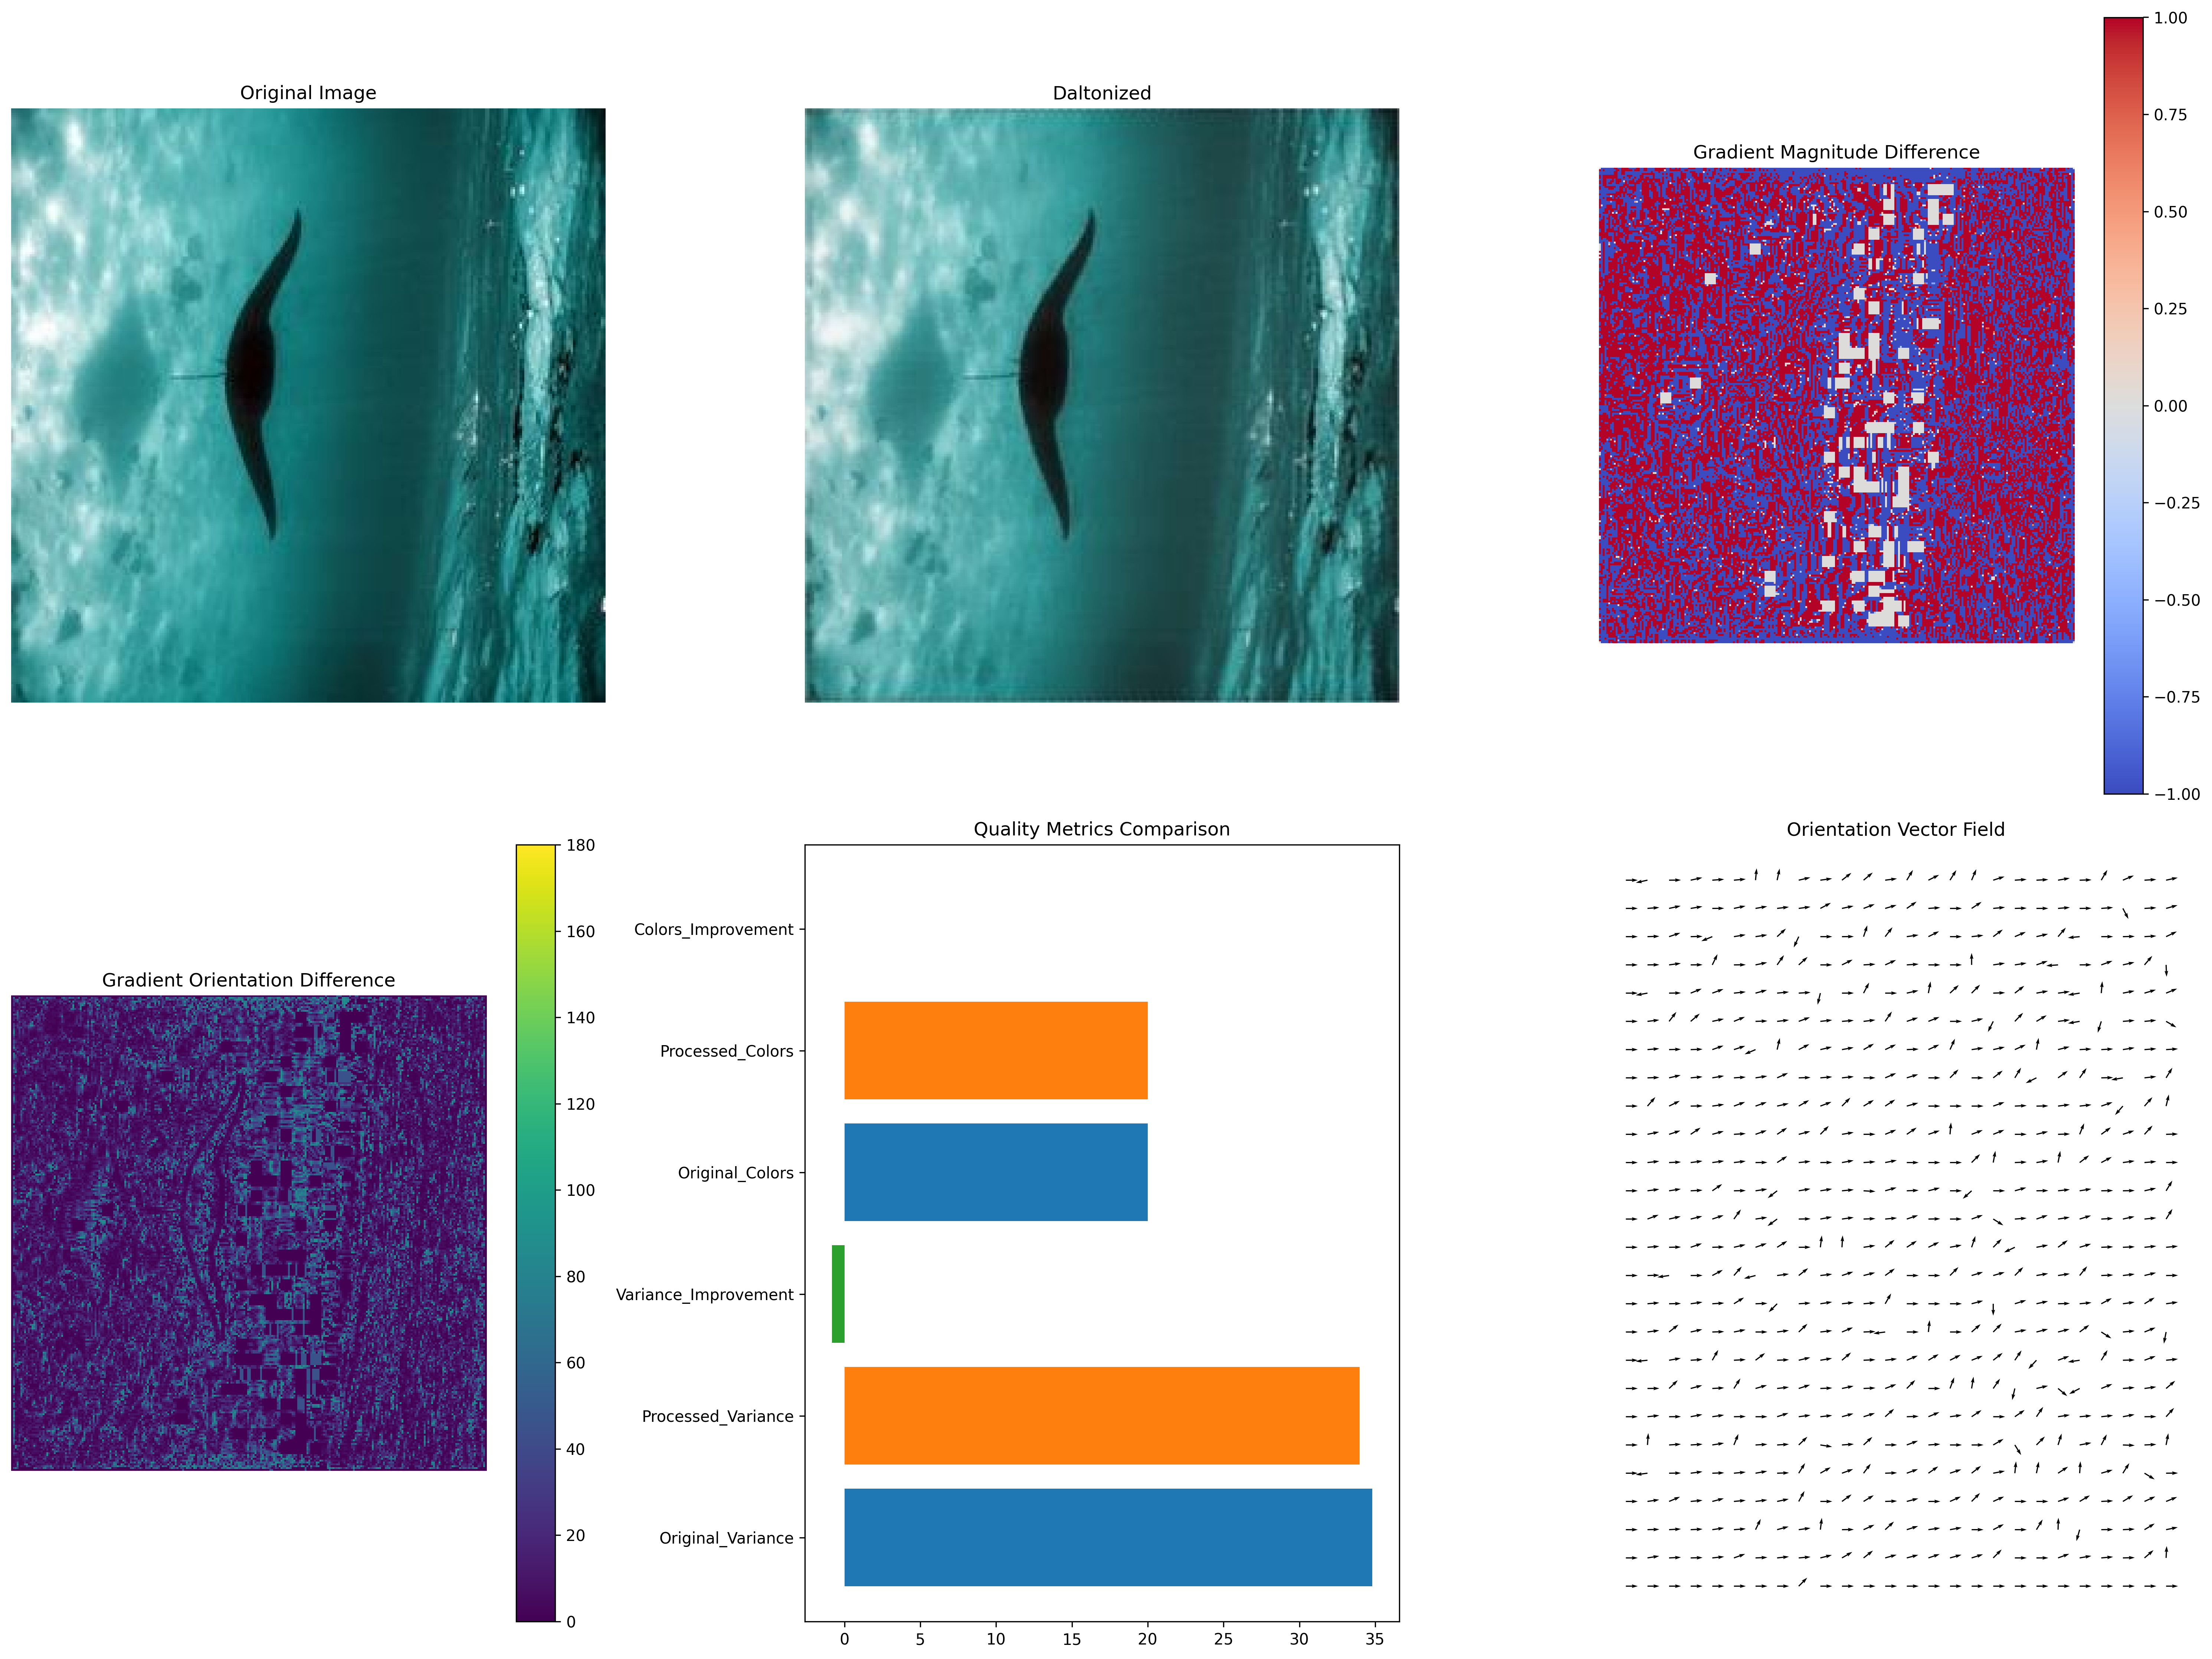 Original Image
Daltonized
Gradient Magnitude Difference
1.00
0.75
0.50
0.25
0.00
−0.25
−0.50
−0.75
−1.00
Gradient Orientation Difference
180
160
140
120
100
80
60
40
20
0
Quality Metrics Comparison
Colors_Improvement
Processed_Colors
Original_Colors
Variance_Improvement
Processed_Variance
Original_Variance
0 5 10 15 20 25 30 35
Orientation Vector Field